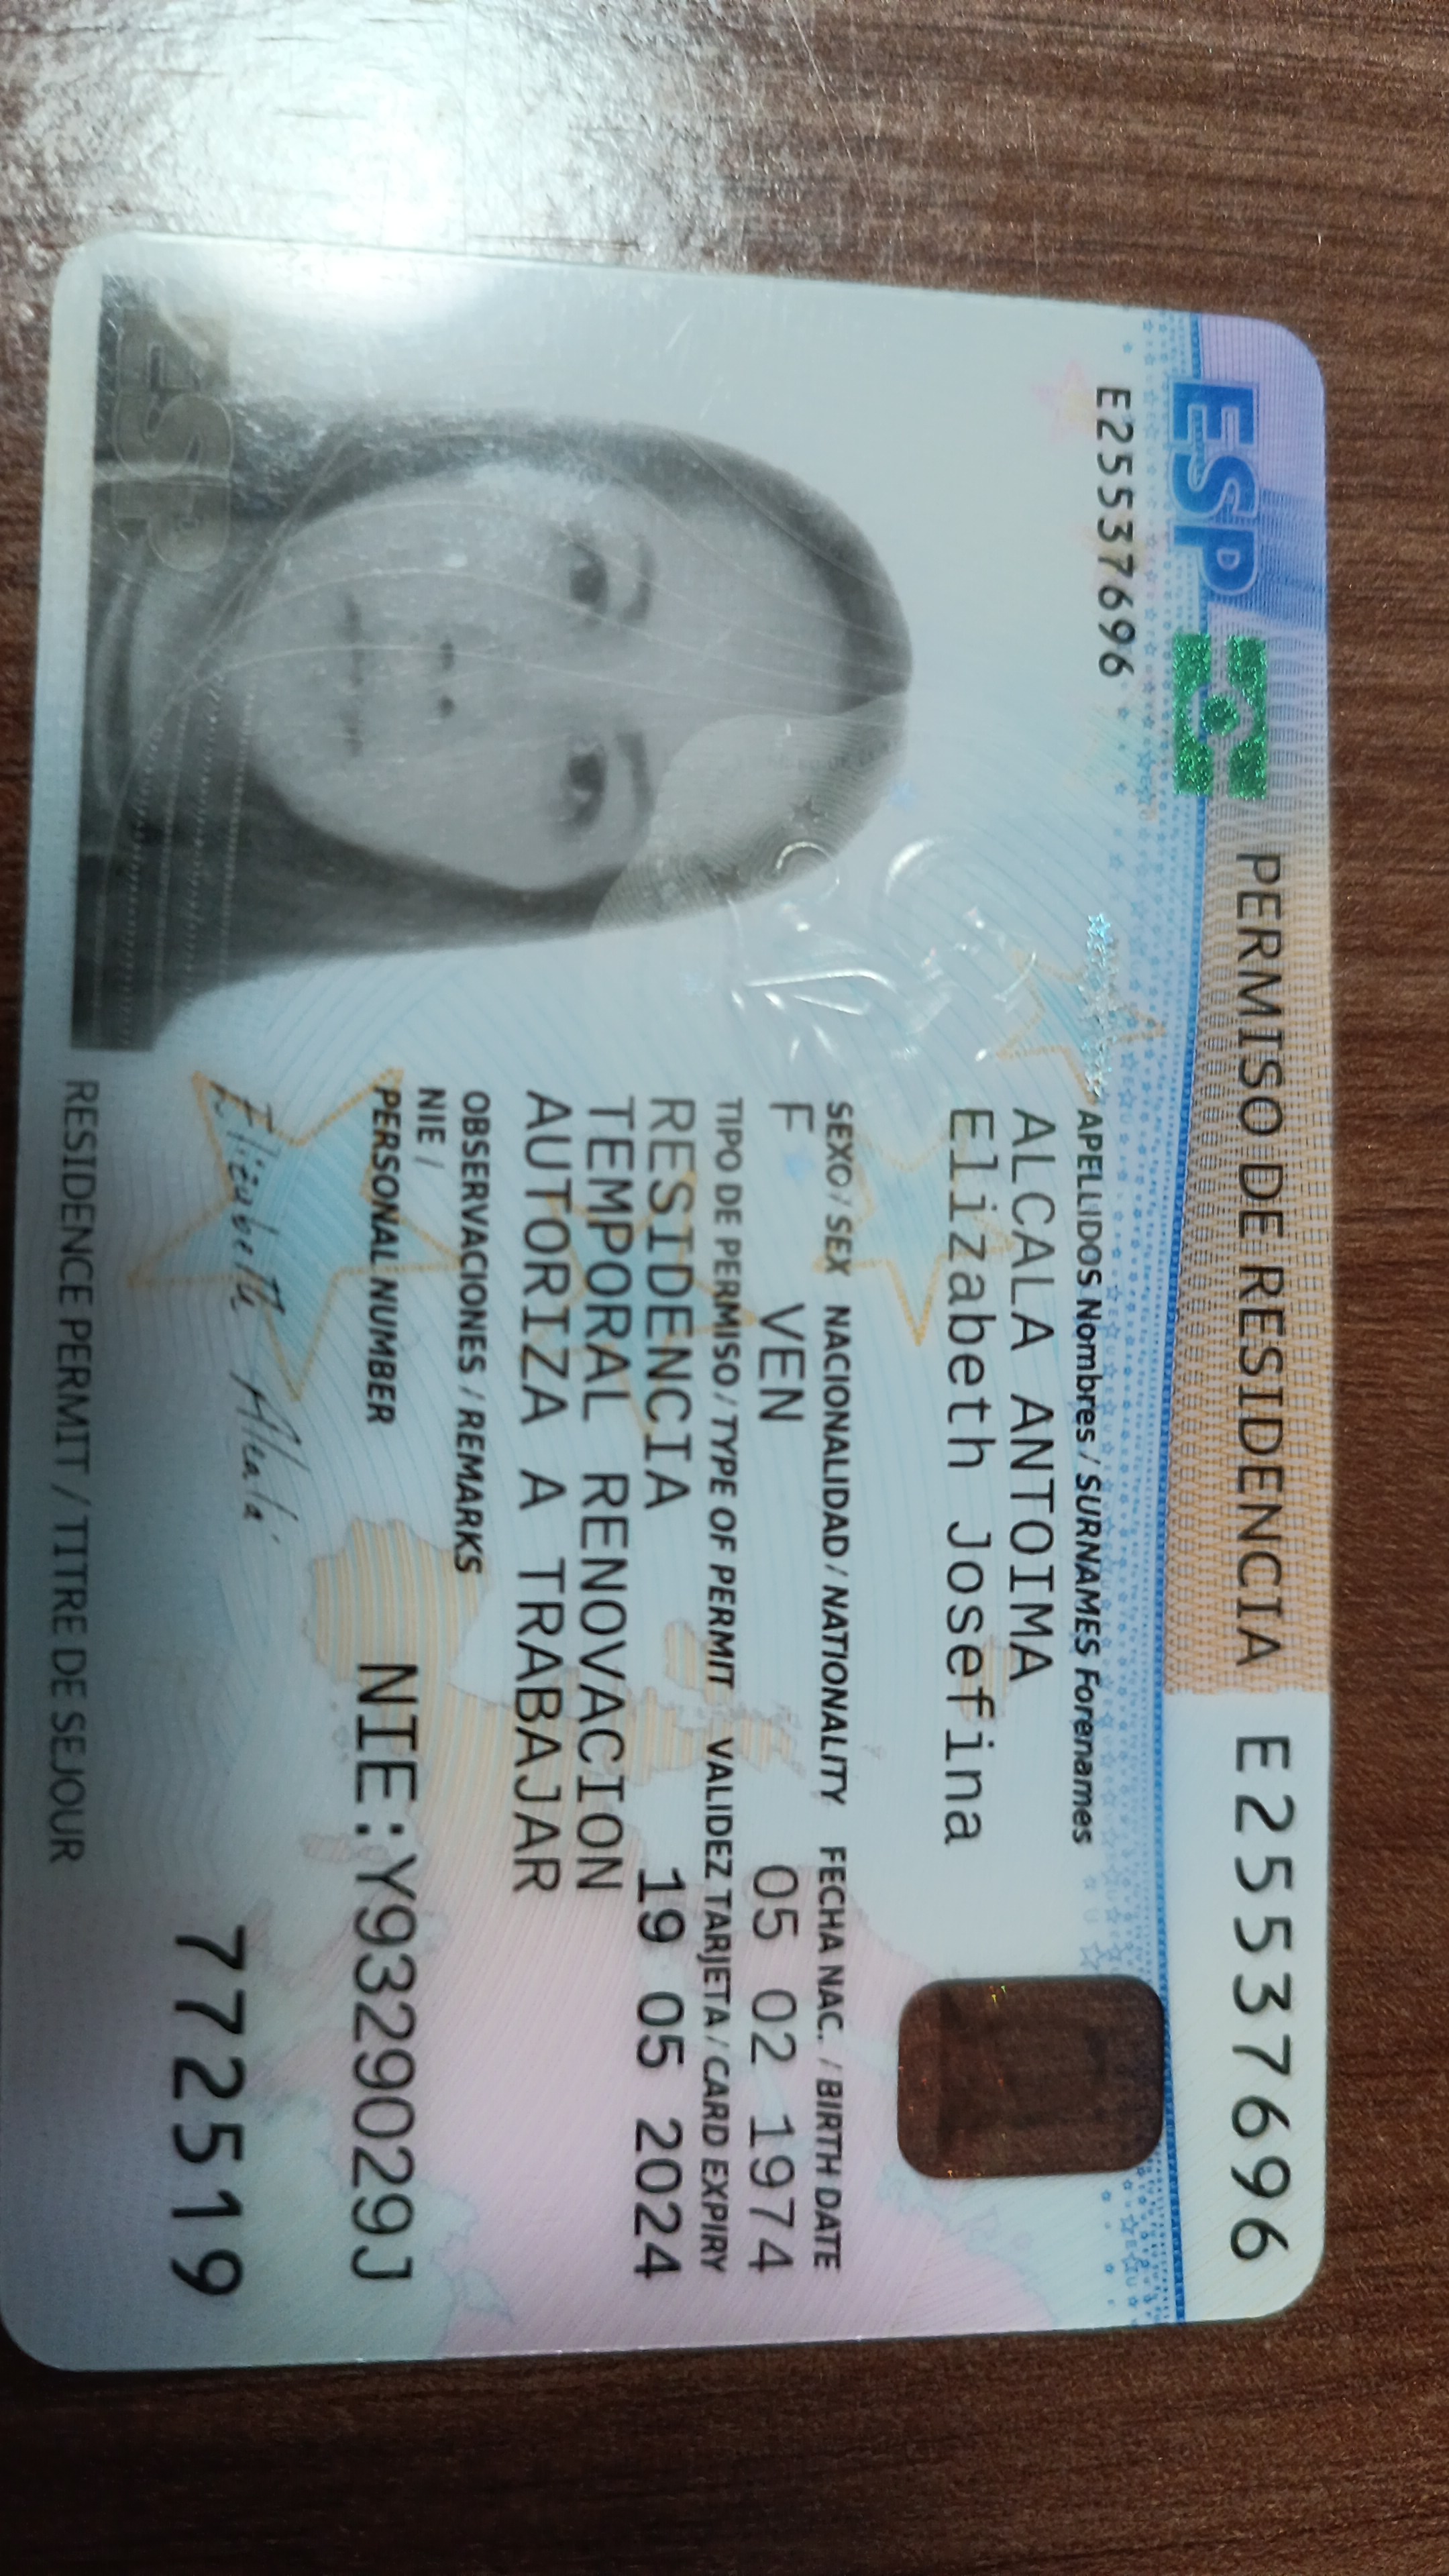 ESP PERMISO DE RESIDENCIA E25537696
E25537696
APELLIDOS Nombres / SURNAMES Forenames
ALCALA ANTOIMA
Elizabeth Josefina
SEXO / SEX NACIONALIDAD / NATIONALITY FECHA NAC. / BIRTH DATE
F VEN 05 02 1974
TIPO DE PERMISO / TYPE OF PERMIT VALIDEZ TARJETA / CARD EXPIRY
RESIDENCIA 19 05 2024
TEMPORAL RENOVACION
AUTORIZA A TRABAJAR
OBSERVACIONES / REMARKS
NIE /
PERSONAL NUMBER NIE:Y9329029J
Elizabeth Alcalá
772519
ESP
RESIDENCE PERMIT / TITRE DE SEJOUR